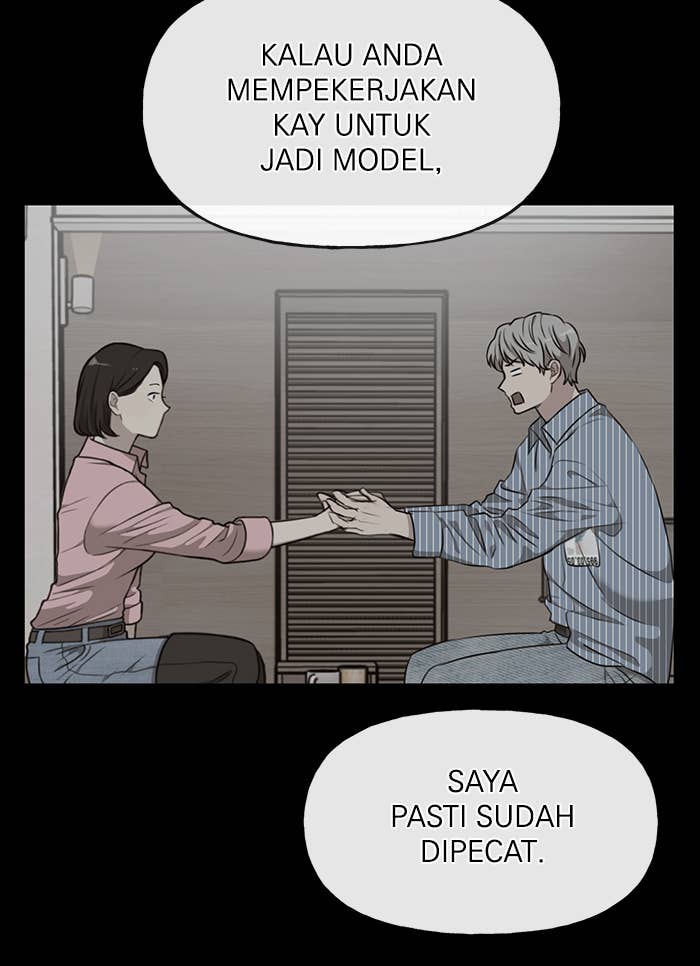 KALAU ANDA
MEMPEKERJAKAN
KAY UNTUK
JADI MODEL,
SAYA
PASTI SUDAH
DIPECAT.